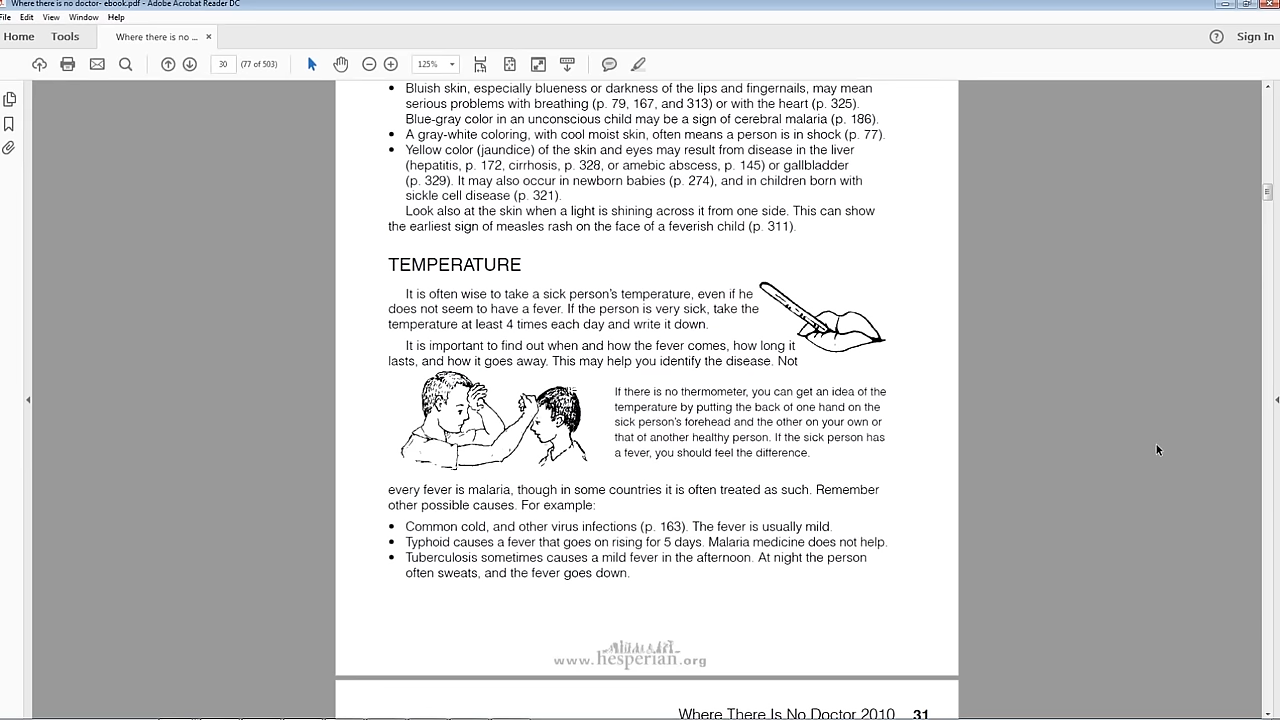 Where there is no doctor- ebook.pdf - Adobe Acrobat Reader DC
File Edit View Window Help
Home Tools Where there is no ... × ? Sign In
30 (77 of 503) 125%
• Bluish skin, especially blueness or darkness of the lips and fingernails, may mean
serious problems with breathing (p. 79, 167, and 313) or with the heart (p. 325).
Blue-gray color in an unconscious child may be a sign of cerebral malaria (p. 186).
• A gray-white coloring, with cool moist skin, often means a person is in shock (p. 77).
• Yellow color (jaundice) of the skin and eyes may result from disease in the liver
(hepatitis, p. 172, cirrhosis, p. 328, or amebic abscess, p. 145) or gallbladder
(p. 329). It may also occur in newborn babies (p. 274), and in children born with
sickle cell disease (p. 321).
Look also at the skin when a light is shining across it from one side. This can show
the earliest sign of measles rash on the face of a feverish child (p. 311).
TEMPERATURE
It is often wise to take a sick person's temperature, even if he
does not seem to have a fever. If the person is very sick, take the
temperature at least 4 times each day and write it down.
It is important to find out when and how the fever comes, how long it
lasts, and how it goes away. This may help you identify the disease. Not
If there is no thermometer, you can get an idea of the
temperature by putting the back of one hand on the
sick person's forehead and the other on your own or
that of another healthy person. If the sick person has
a fever, you should feel the difference.
every fever is malaria, though in some countries it is often treated as such. Remember
other possible causes. For example:
• Common cold, and other virus infections (p. 163). The fever is usually mild.
• Typhoid causes a fever that goes on rising for 5 days. Malaria medicine does not help.
• Tuberculosis sometimes causes a mild fever in the afternoon. At night the person
often sweats, and the fever goes down.
www.hesperian.org
Where There Is No Doctor 2010 31